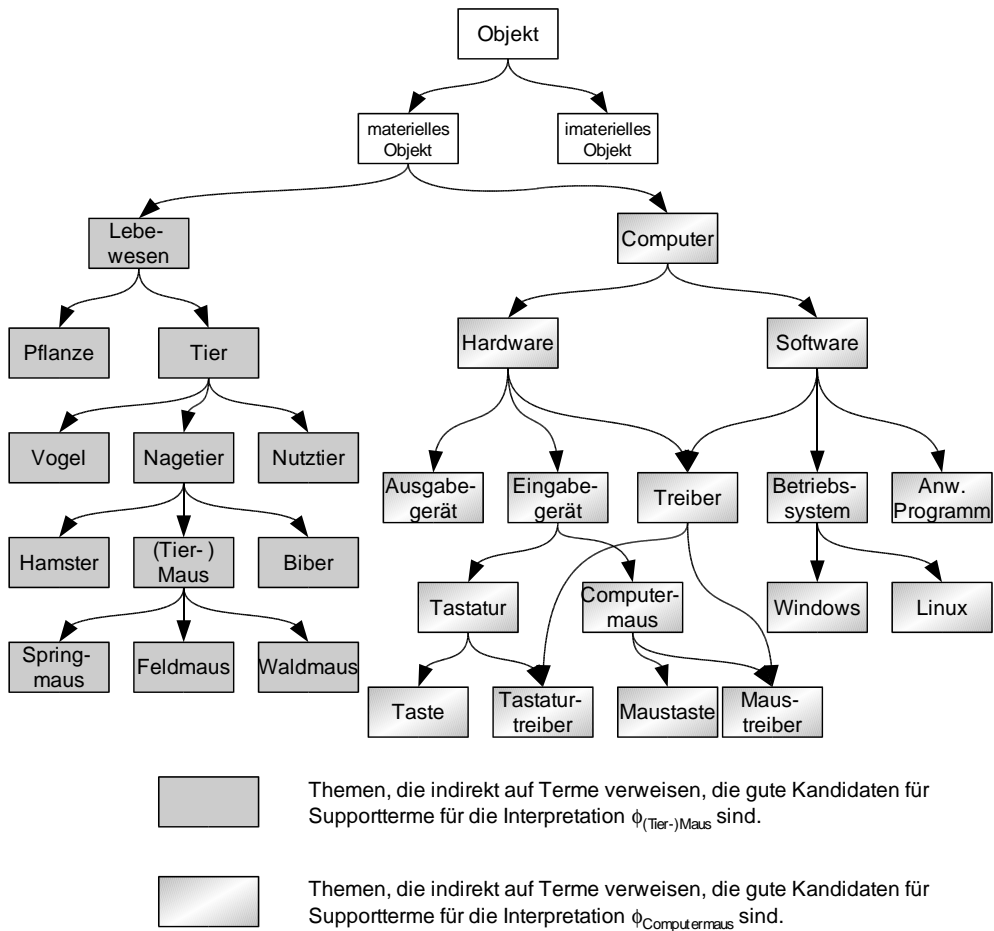 Objekt
materielles
Objekt
imaterielles
Objekt
Lebe-
wesen
Computer
Pflanze
Tier
Hardware
Software
Vogel
Nagetier
Nutztier
Ausgabe-
gerät
Eingabe-
gerät
Treiber
Betriebs-
system
Anw.
Programm
Hamster
(Tier- )
Maus
Biber
Tastatur
Computer-
maus
Windows
Linux
Spring-
maus
Feldmaus
Waldmaus
Taste
Tastatur-
treiber
Maustaste
Maus-
treiber
Themen, die indirekt auf Terme verweisen, die gute Kandidaten für
Supportterme für die Interpretation ϕ(Tier-)Maus sind.
Themen, die indirekt auf Terme verweisen, die gute Kandidaten für
Supportterme für die Interpretation ϕComputermaus sind.